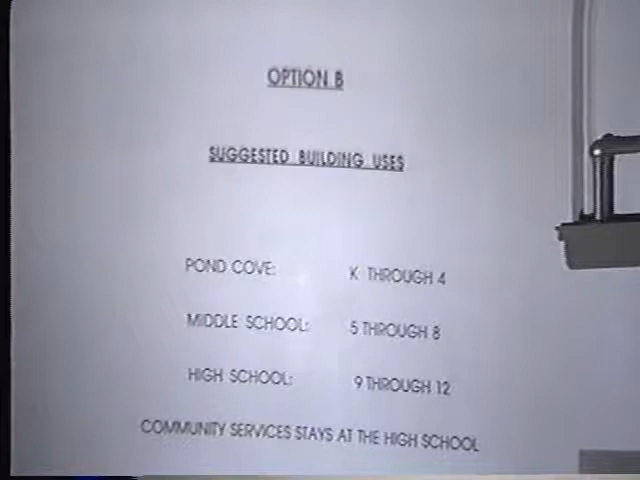 OPTION B
SUGGESTED BUILDING USES
POND COVE: K THROUGH 4
MIDDLE SCHOOL: 5 THROUGH 8
HIGH SCHOOL: 9 THROUGH 12
COMMUNITY SERVICES STAYS AT THE HIGH SCHOOL